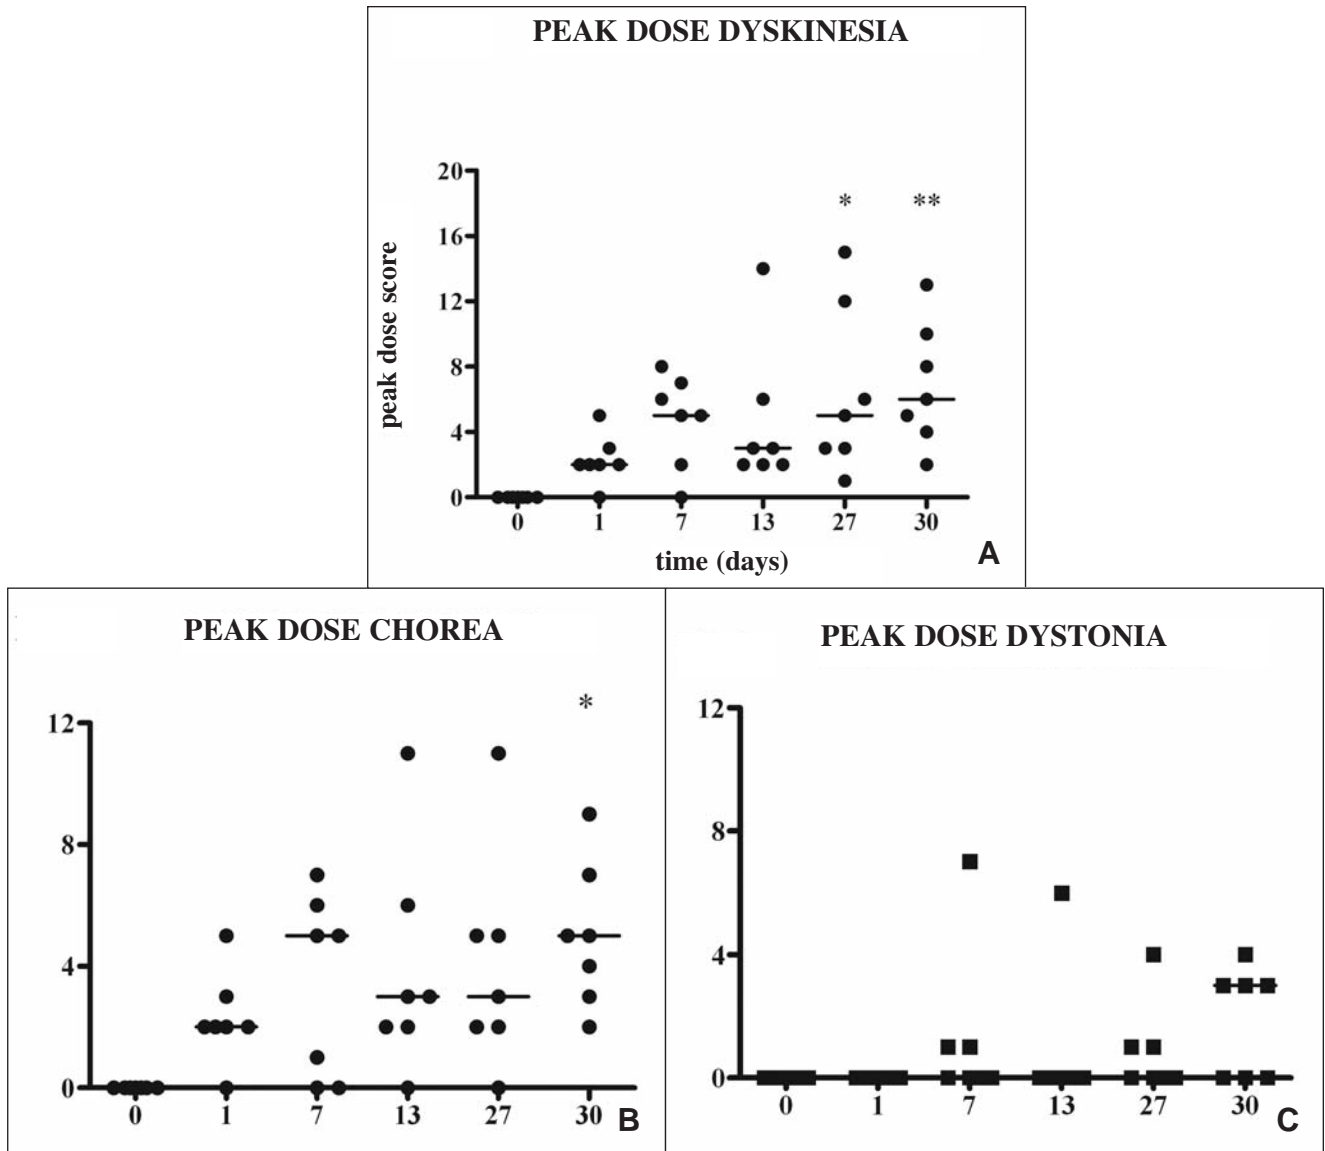 PEAK DOSE DYSKINESIA
20
16
12
8
4
0
peak dose score
* **
0 1 7 13 27 30
time (days)
A
PEAK DOSE CHOREA
*
12
8
4
0
0 1 7 13 27 30
B
PEAK DOSE DYSTONIA
12
8
4
0
0 1 7 13 27 30
C